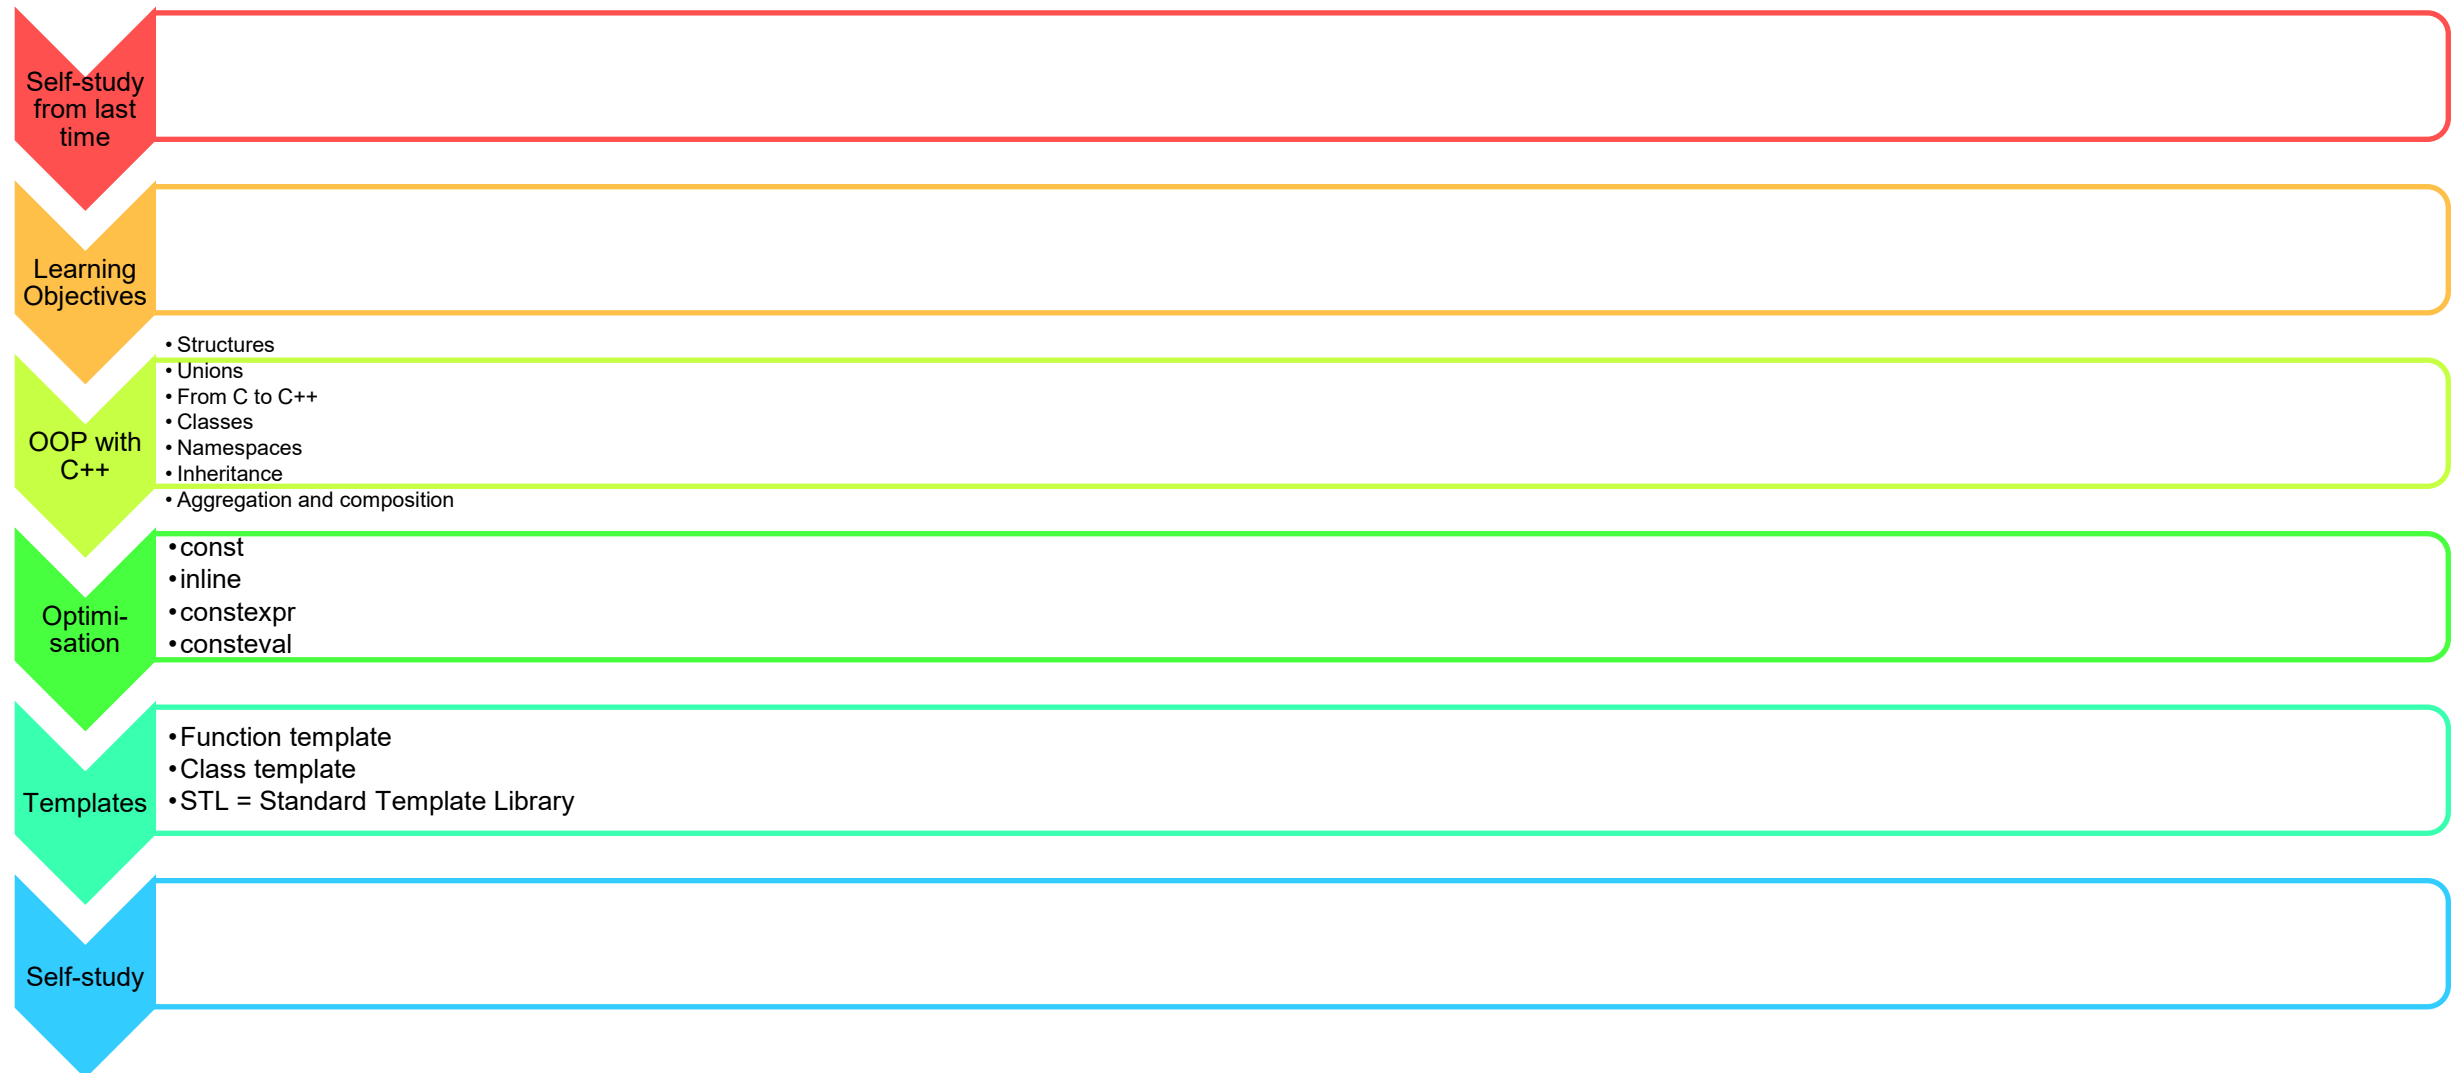 Self-study
from last
time
Learning
Objectives
OOP with
C++
• Structures
• Unions
• From C to C++
• Classes
• Namespaces
• Inheritance
• Aggregation and composition
Optimi-
sation
•const
•inline
•constexpr
•consteval
Templates
•Function template
•Class template
•STL = Standard Template Library
Self-study